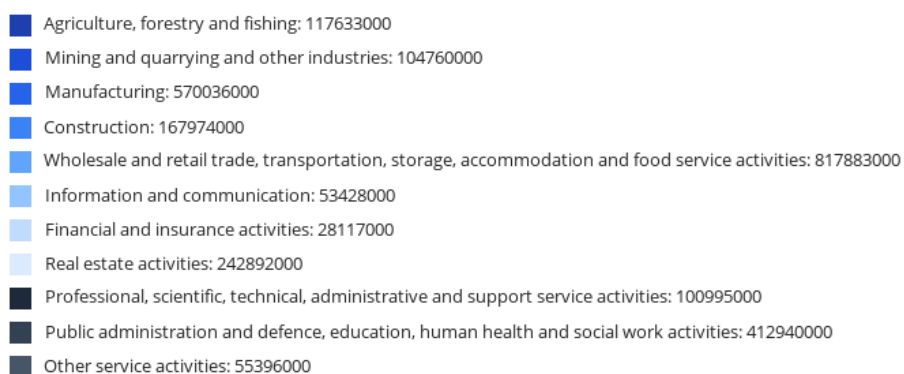 Agriculture, forestry and fishing: 117633000
Mining and quarrying and other industries: 104760000
Manufacturing: 570036000
Construction: 167974000
Wholesale and retail trade, transportation, storage, accommodation and food service activities: 817883000
Information and communication: 53428000
Financial and insurance activities: 28117000
Real estate activities: 242892000
Professional, scientific, technical, administrative and support service activities: 100995000
Public administration and defence, education, human health and social work activities: 412940000
Other service activities: 55396000